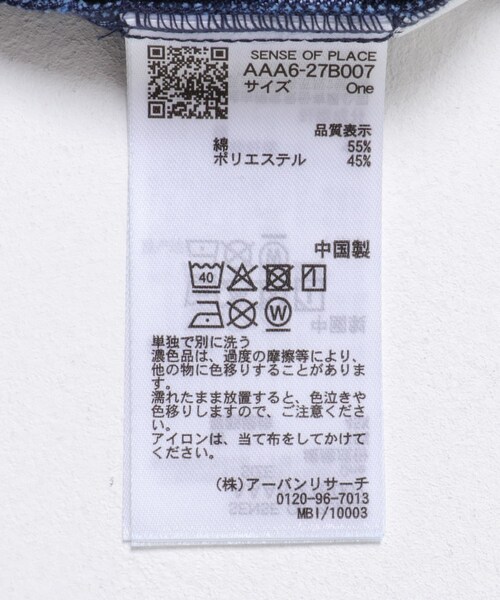 SENSE OF PLACE
AAA6-27B007
サイズ One
品質表示
綿 55%
ポリエステル 45%
中国製
40
W
単独で別に洗う
濃色品は、過度の摩擦等により、
他の物に色移りすることがありま
す。
濡れたまま放置すると、色泣きや
色移りしますので、ご注意くださ
い。
アイロンは、当て布をしてかけて
ください。
(株)アーバンリサーチ
0120-96-7013
MBI/10003